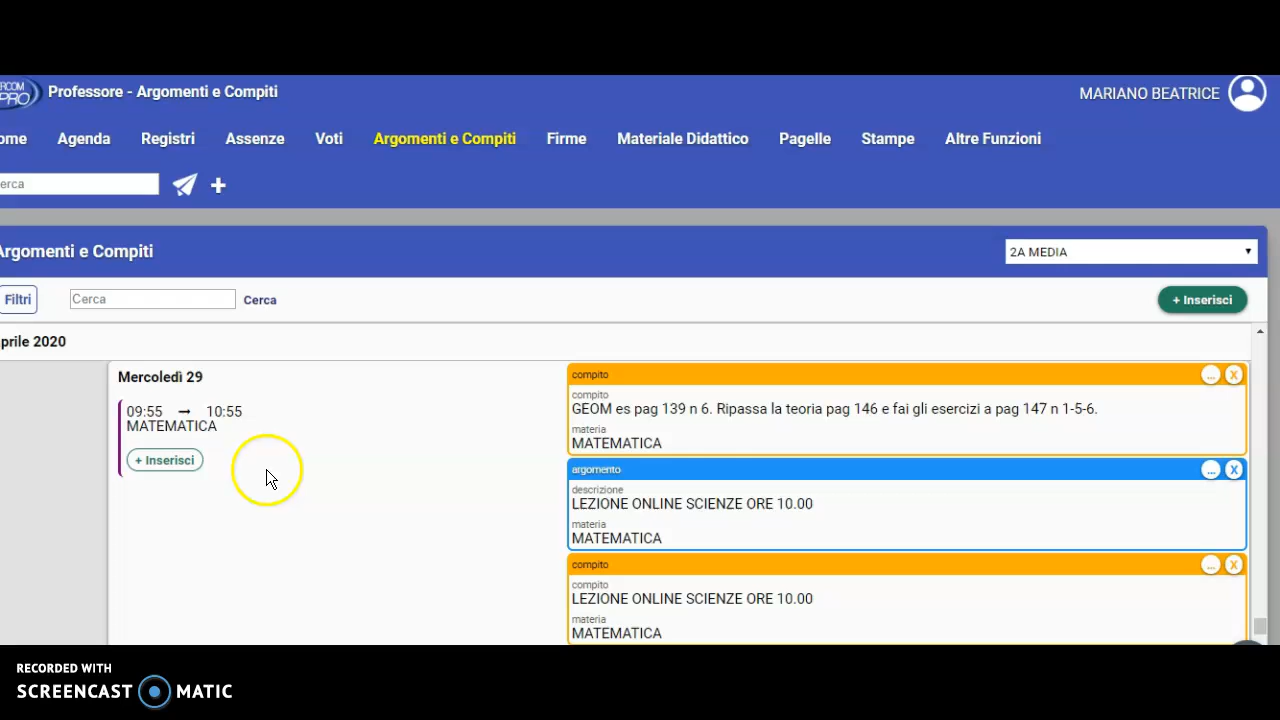 RCOM
PRO
Professore - Argomenti e Compiti
MARIANO BEATRICE
ome Agenda Registri Assenze Voti Argomenti e Compiti Firme Materiale Didattico Pagelle Stampe Altre Funzioni
erca
+
Argomenti e Compiti
2A MEDIA
Filtri
Cerca
Cerca
+ Inserisci
prile 2020
Mercoledì 29
09:55 → 10:55
MATEMATICA
+ Inserisci
compito
... X
compito
GEOM es pag 139 n 6. Ripassa la teoria pag 146 e fai gli esercizi a pag 147 n 1-5-6.
materia
MATEMATICA
argomento
... X
descrizione
LEZIONE ONLINE SCIENZE ORE 10.00
materia
MATEMATICA
compito
... X
compito
LEZIONE ONLINE SCIENZE ORE 10.00
materia
MATEMATICA
RECORDED WITH
SCREENCAST MATIC